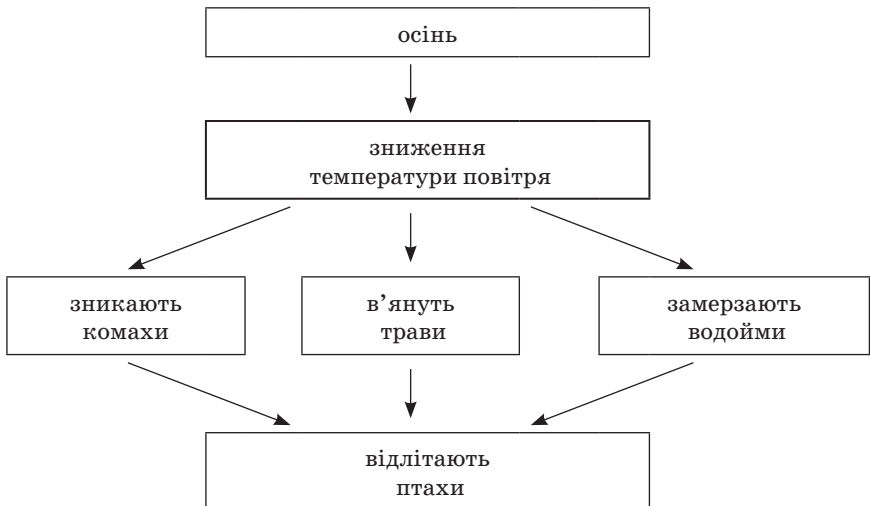 осінь
зниження
температури повітря
зникають
комахи
в’януть
трави
замерзають
водойми
відлітають
птахи